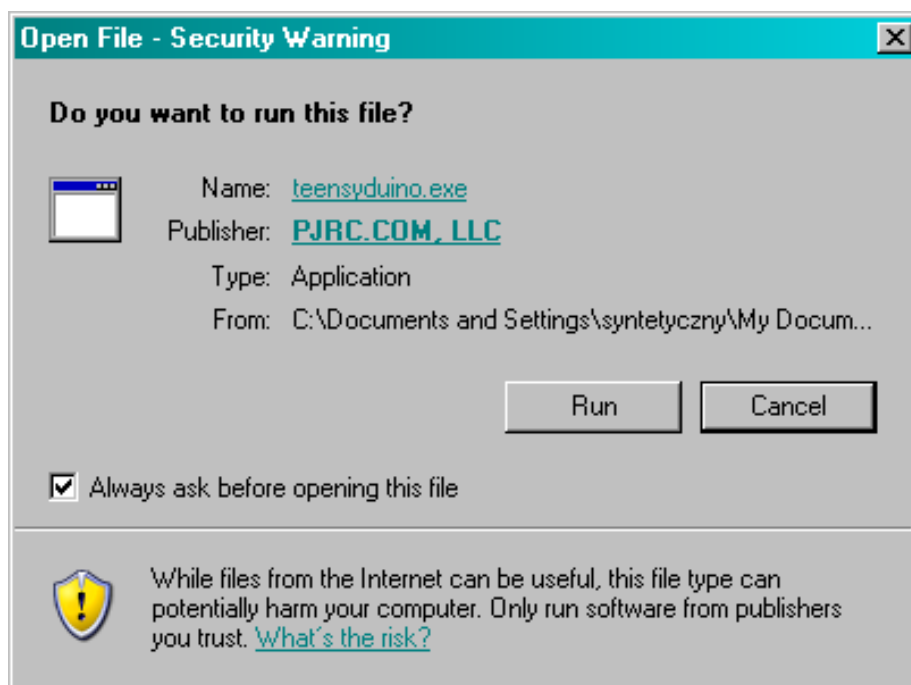 Open File - Security Warning
Do you want to run this file?
Name: teensyduino.exe
Publisher: PJRC.COM, LLC
Type: Application
From: C:\Documents and Settings\syntetyczny\My Docum...
Run Cancel
Always ask before opening this file
While files from the Internet can be useful, this file type can
potentially harm your computer. Only run software from publishers
you trust. What's the risk?